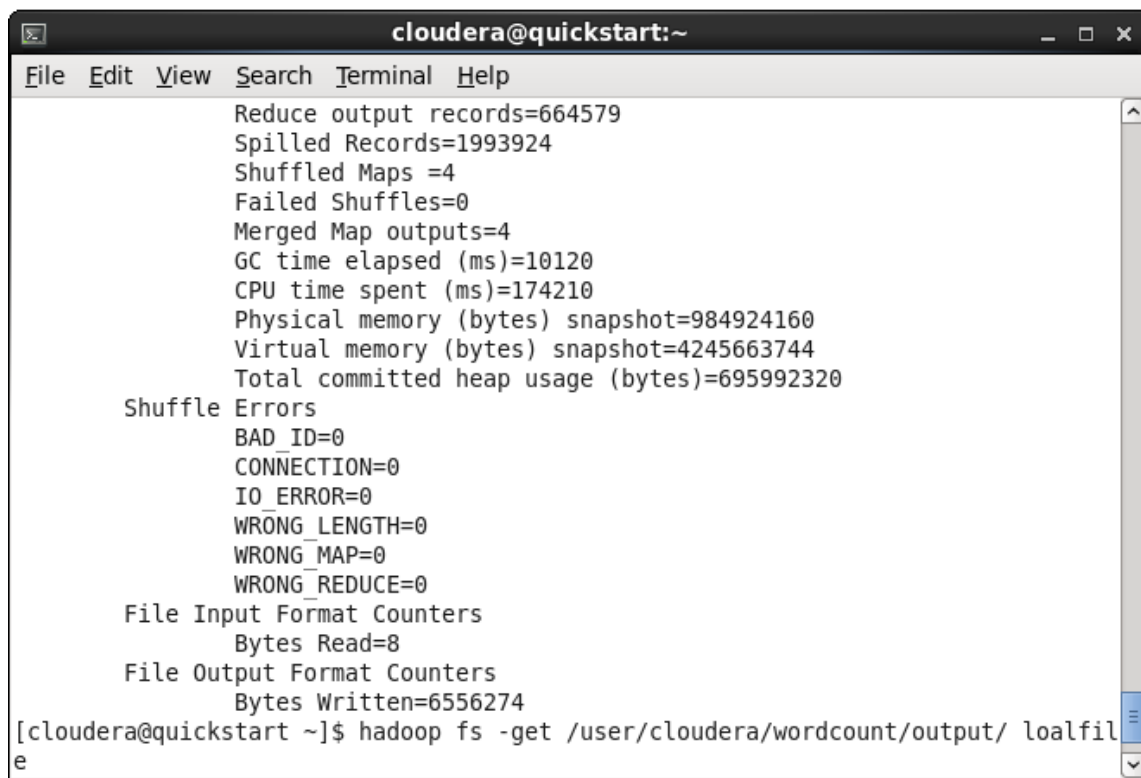 cloudera@quickstart:~
File Edit View Search Terminal Help
Reduce output records=664579
Spilled Records=1993924
Shuffled Maps =4
Failed Shuffles=0
Merged Map outputs=4
GC time elapsed (ms)=10120
CPU time spent (ms)=174210
Physical memory (bytes) snapshot=984924160
Virtual memory (bytes) snapshot=4245663744
Total committed heap usage (bytes)=695992320
Shuffle Errors
BAD_ID=0
CONNECTION=0
IO_ERROR=0
WRONG_LENGTH=0
WRONG_MAP=0
WRONG_REDUCE=0
File Input Format Counters
Bytes Read=8
File Output Format Counters
Bytes Written=6556274
[cloudera@quickstart ~]$ hadoop fs -get /user/cloudera/wordcount/output/ loalfil
e